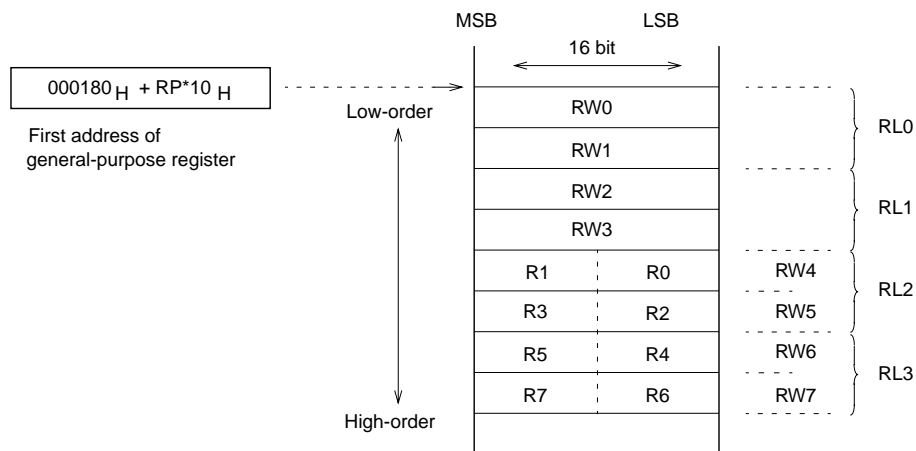 MSB LSB
16 bit
000180 H + RP*10 H
Low-order
First address of
general-purpose register
RW0
RW1
RL0
RW2
RW3
RL1
R1 R0 RW4
R3 R2 RW5
RL2
R5 R4 RW6
R7 R6 RW7
RL3
High-order